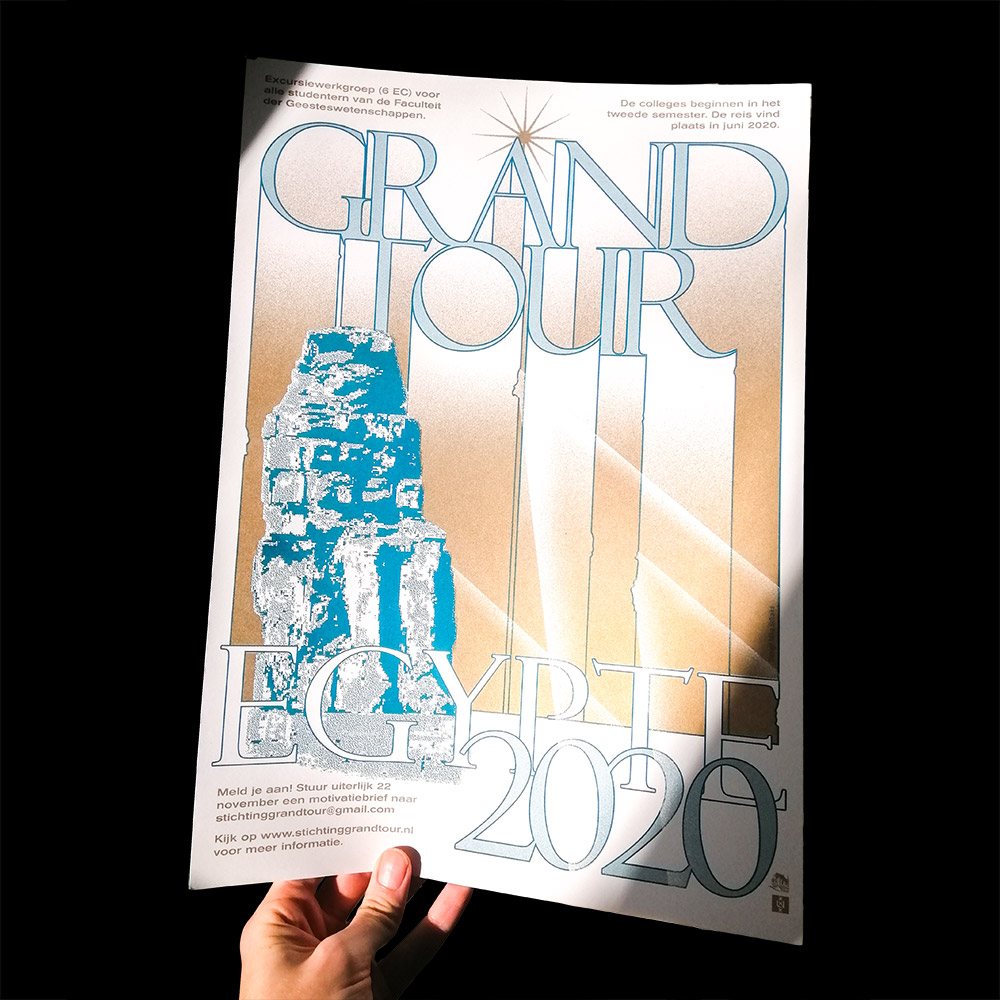 Excursiewerkgroep (6 EC) voor
alle studentern van de Faculteit
der Geesteswetenschappen.
De colleges beginnen in het
tweede semester. De reis vind
plaats in juni 2020.
GRAND
TOUR
EGYPTE
2020
Meld je aan! Stuur uiterlijk 22
november een motivatiebrief naar
stichtinggrandtour@gmail.com
Kijk op www.stichtinggrandtour.nl
voor meer informatie.